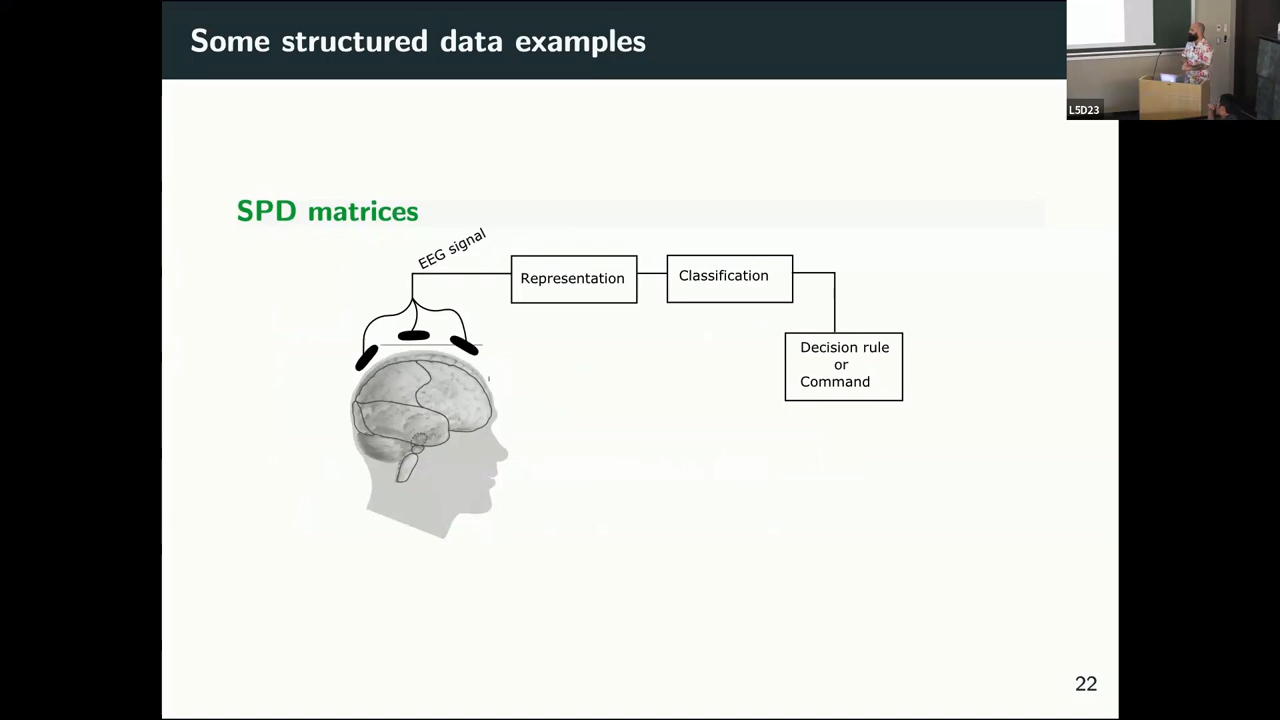 Some structured data examples
L5D23
SPD matrices
EEG signal
Representation
Classification
Decision rule
or
Command
22